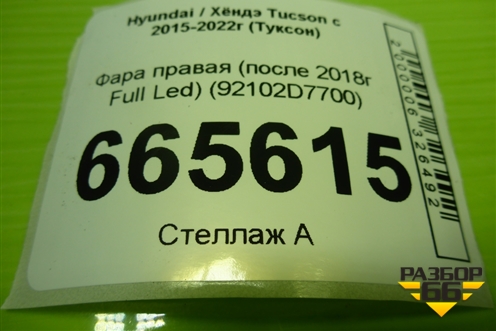 Hyundai / Хёндэ Tucson с
2015-2022г (Туксон)
Фара правая (после 2018г
Full Led) (92102D7700)
665615
Стеллаж А
2000006326492
РАЗБОР
66